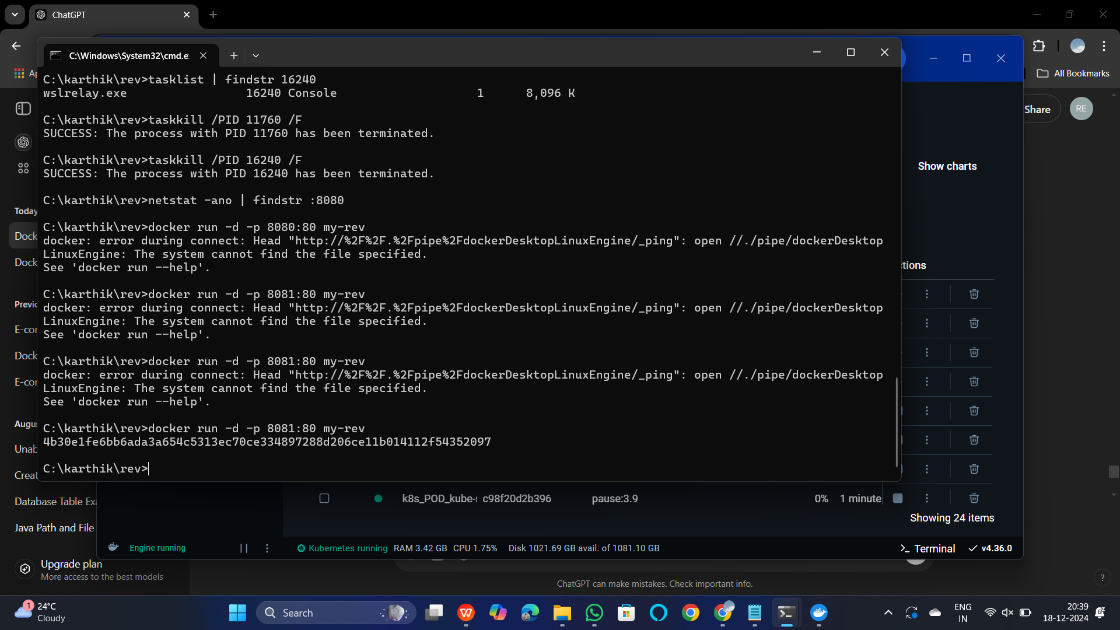 ChatGPT
C:\Windows\System32\cmd.e
All Bookmarks
C:\karthik\rev>tasklist | findstr 16240
wslrelay.exe 16240 Console 1 8,096 K
C:\karthik\rev>taskkill /PID 11760 /F
SUCCESS: The process with PID 11760 has been terminated.
C:\karthik\rev>taskkill /PID 16240 /F
SUCCESS: The process with PID 16240 has been terminated.
C:\karthik\rev>netstat -ano | findstr :8080
C:\karthik\rev>docker run -d -p 8080:80 my-rev
docker: error during connect: Head "http://%2F%2F.%2Fpipe%2FdockerDesktopLinuxEngine/_ping": open //./pipe/dockerDesktop
LinuxEngine: The system cannot find the file specified.
See 'docker run --help'.
C:\karthik\rev>docker run -d -p 8081:80 my-rev
docker: error during connect: Head "http://%2F%2F.%2Fpipe%2FdockerDesktopLinuxEngine/_ping": open //./pipe/dockerDesktop
LinuxEngine: The system cannot find the file specified.
See 'docker run --help'.
C:\karthik\rev>docker run -d -p 8081:80 my-rev
docker: error during connect: Head "http://%2F%2F.%2Fpipe%2FdockerDesktopLinuxEngine/_ping": open //./pipe/dockerDesktop
LinuxEngine: The system cannot find the file specified.
See 'docker run --help'.
C:\karthik\rev>docker run -d -p 8081:80 my-rev
4b30e1fe6bb6ada3a654c5313ec70ce334897288d206ce11b014112f54352097
C:\karthik\rev>
Share
RE
Show charts
ctions
Today
Dock
Dock
Previo
E-con
Dock
E-con
Augu
Unab
Creat
Database Table Exa
Java Path and File
Upgrade plan
More access to the best models
k8s_POD_kube-s c98f20d2b396 pause:3.9 0% 1 minute
Showing 24 items
Engine running
Kubernetes running RAM 3.42 GB CPU 1.75% Disk 1021.69 GB avail. of 1081.10 GB
Terminal
v4.36.0
ChatGPT can make mistakes. Check important info.
?
1
24°C
Cloudy
Search
ENG
IN
20:39
18-12-2024